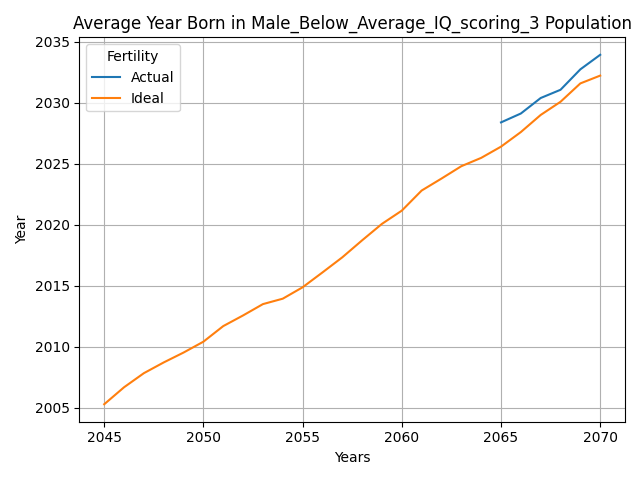 Average Year Born in Male_Below_Average_IQ_scoring_3 Population
Fertility
Actual
Ideal
2035
2030
2025
2020
2015
2010
2005
Year
2045 2050 2055 2060 2065 2070
Years